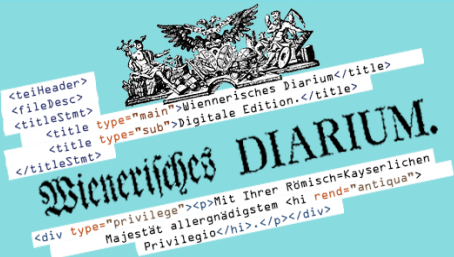 <teiHeader>
<fileDesc>
<titleStmt>
<title type="main">Wiennerisches Diarium</title>
<title type="sub">Digitale Edition.</title>
</titleStmt>
Wienerisches DIARIUM.
<div type="privilege"><p>Mit Ihrer Römisch=Kayserlichen
Majestät allergnädigstem <hi rend="antiqua">
Privilegio</hi>.</p></div>